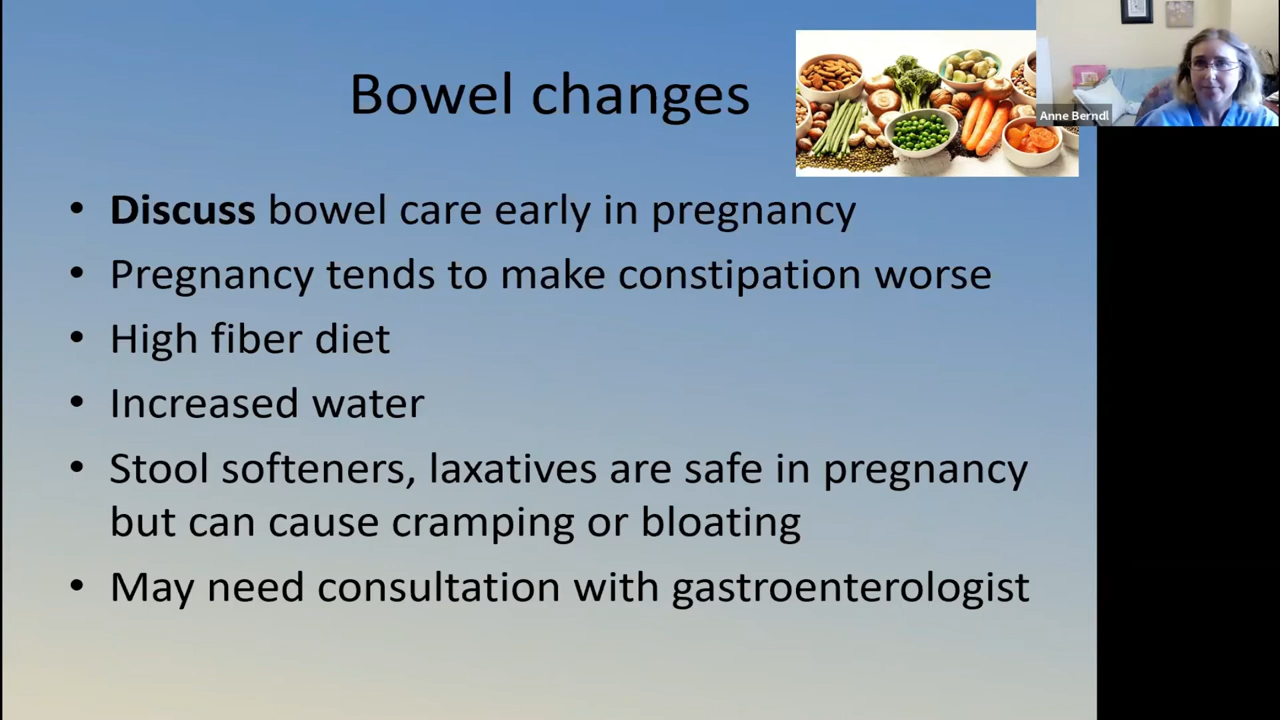 Bowel changes
Anne Berndl
• Discuss bowel care early in pregnancy
• Pregnancy tends to make constipation worse
• High fiber diet
• Increased water
• Stool softeners, laxatives are safe in pregnancy
but can cause cramping or bloating
• May need consultation with gastroenterologist